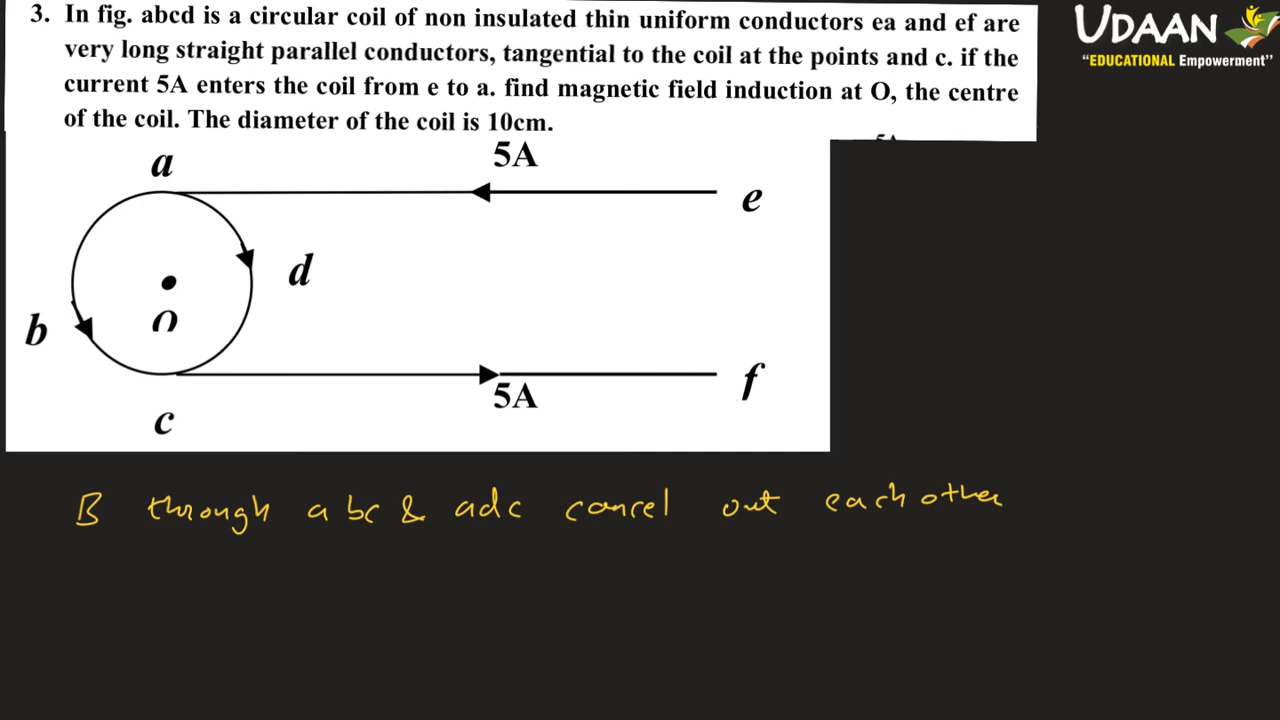 3. In fig. abcd is a circular coil of non insulated thin uniform conductors ea and ef are
very long straight parallel conductors, tangential to the coil at the points and c. if the
current 5A enters the coil from e to a. find magnetic field induction at O, the centre
of the coil. The diameter of the coil is 10cm.
UDAAN
“EDUCATIONAL Empowerment”
a
5A
e
d
b
O
5A
f
c
B through abc & adc cancel out each other